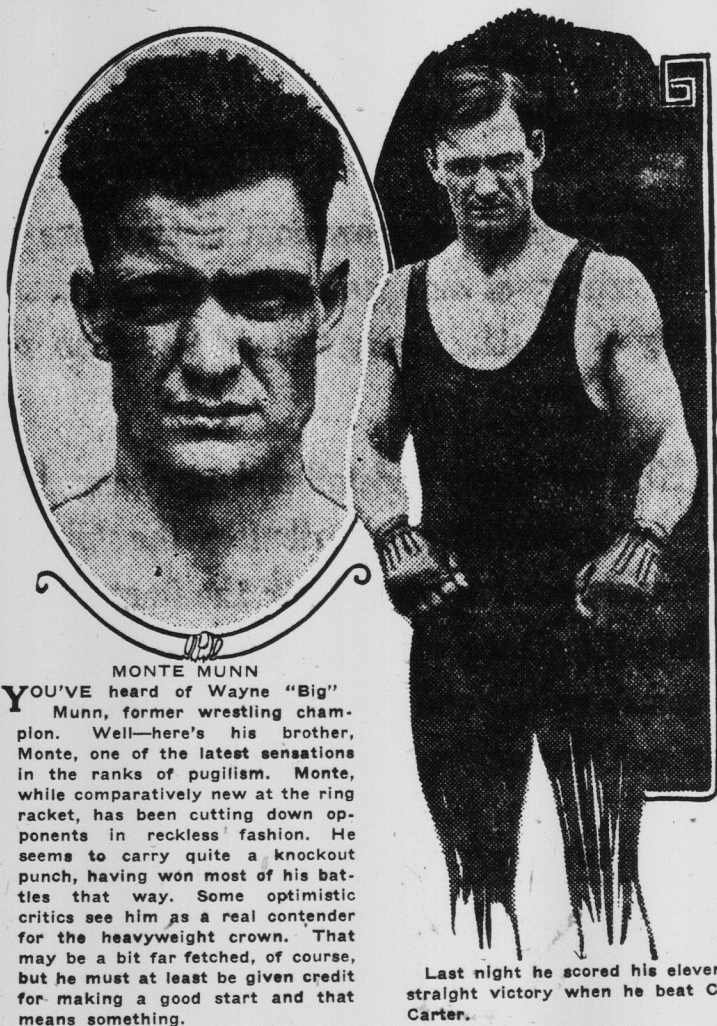 MONTE MUNN
YOU'VE heard of Wayne "Big"
Munn, former wrestling cham-
pion. Well—here's his brother,
Monte, one of the latest sensations
in the ranks of pugilism. Monte,
while comparatively new at the ring
racket, has been cutting down op-
ponents in reckless fashion. He
seems to carry quite a knockout
punch, having won most of his bat-
tles that way. Some optimistic
critics see him as a real contender
for the heavyweight crown. That
may be a bit far fetched, of course,
but he must at least be given credit
for making a good start and that
means something.
Last night he scored his eleven
straight victory when he beat C
Carter.